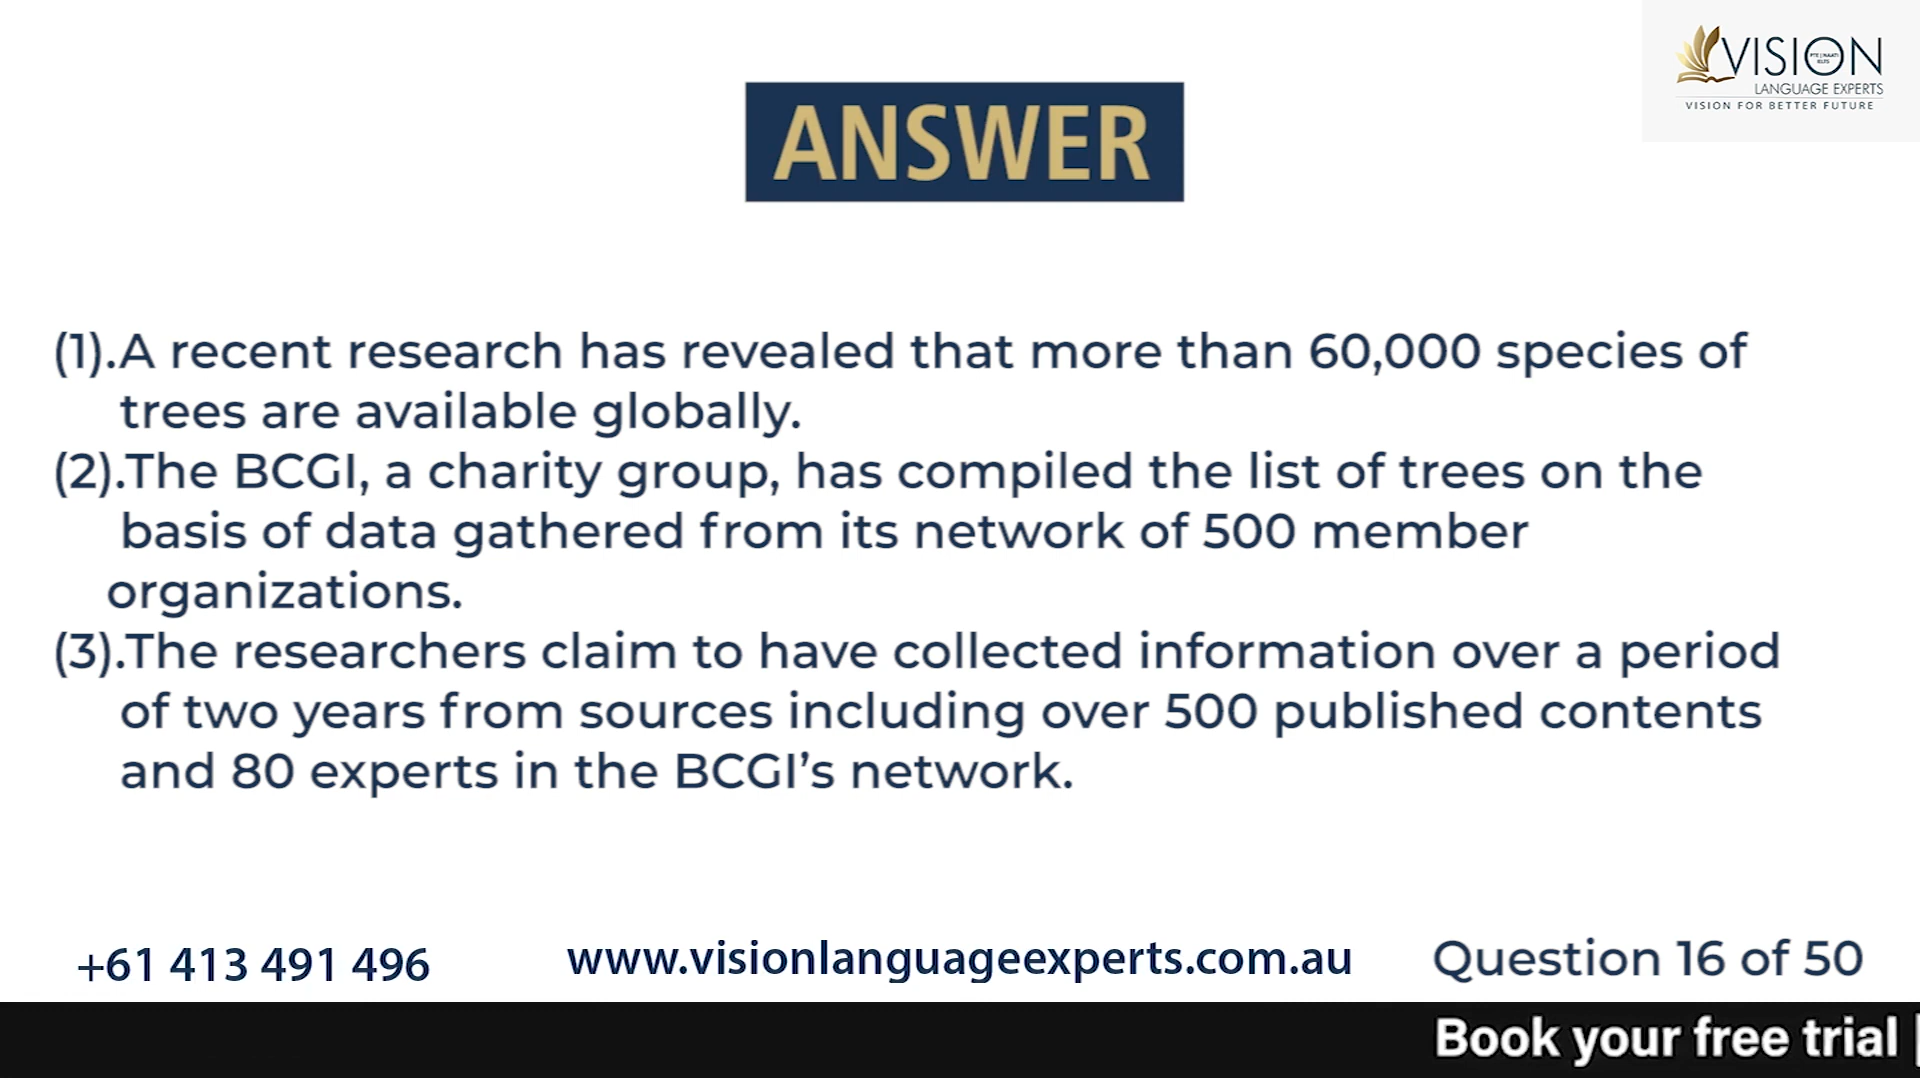 VISION
PTE | NAATI
IELTS
LANGUAGE EXPERTS
VISION FOR BETTER FUTURE
ANSWER
(1).A recent research has revealed that more than 60,000 species of
trees are available globally.
(2).The BCGI, a charity group, has compiled the list of trees on the
basis of data gathered from its network of 500 member
organizations.
(3).The researchers claim to have collected information over a period
of two years from sources including over 500 published contents
and 80 experts in the BCGI’s network.
+61 413 491 496
www.visionlanguageexperts.com.au
Question 16 of 50
Book your free trial |